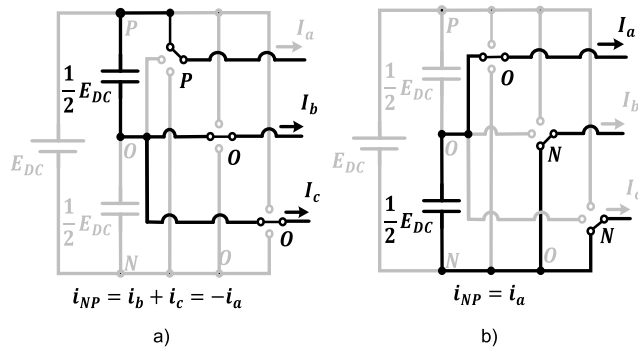 P
I_a
P
1/2 E_DC
I_b
O
O
E_DC
I_c
1/2 E_DC
O
N
O
i_NP = i_b + i_c = −i_a
a)
P
I_a
O
1/2 E_DC
I_b
O
N
E_DC
I_c
1/2 E_DC
N
N
O
i_NP = i_a
b)